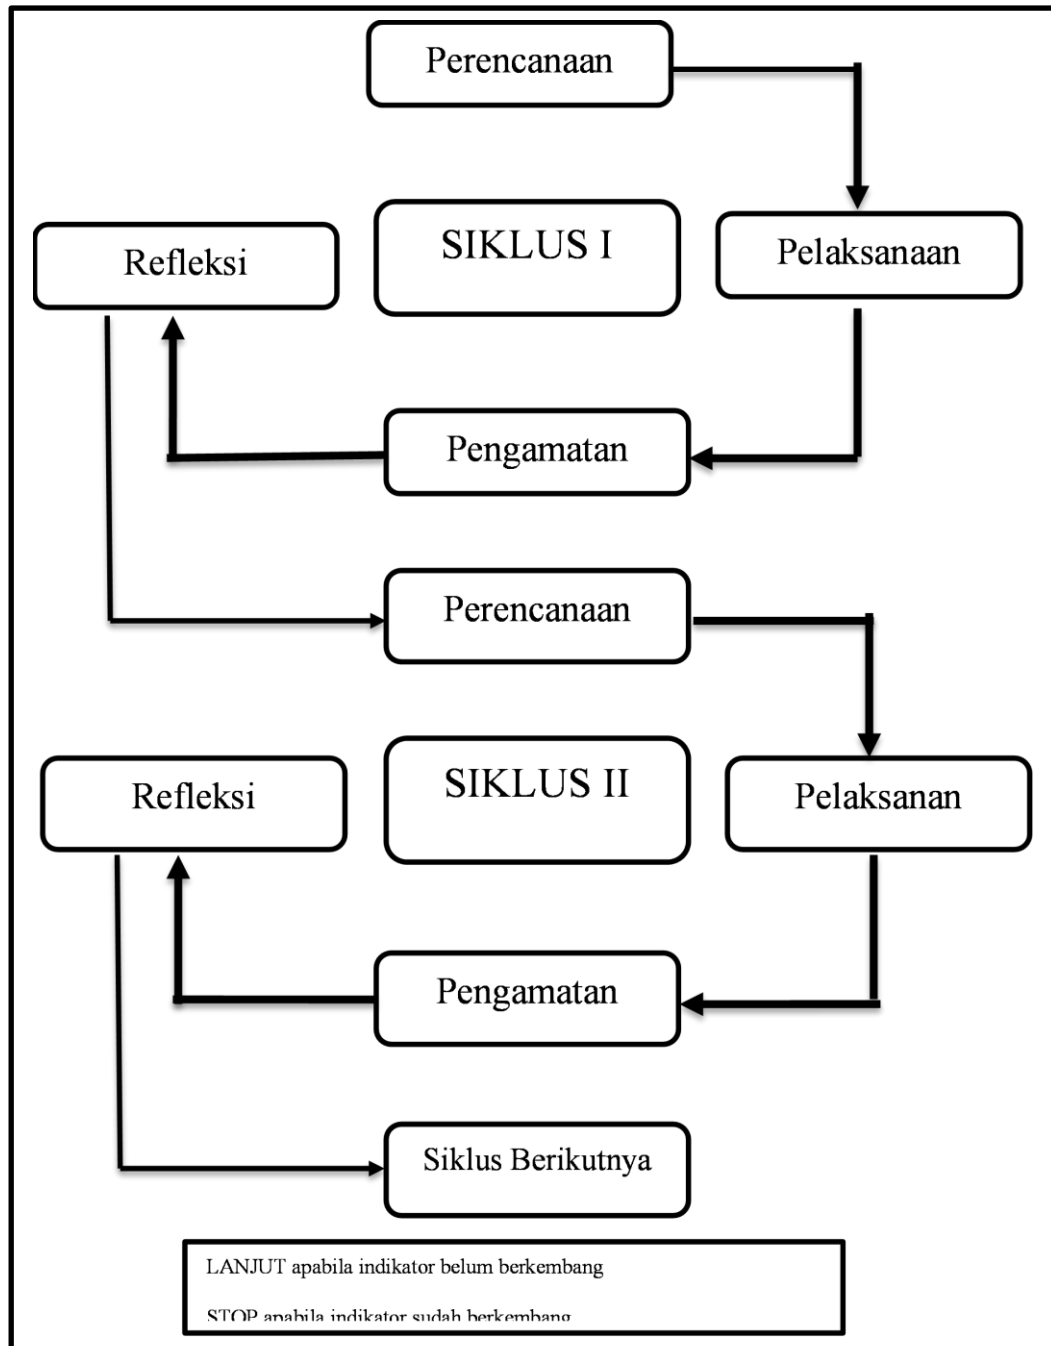 Perencanaan
SIKLUS I
Refleksi
Pelaksanaan
Pengamatan
Perencanaan
SIKLUS II
Refleksi
Pelaksanan
Pengamatan
Siklus Berikutnya
LANJUT apabila indikator belum berkembang
STOP apabila indikator sudah berkembang